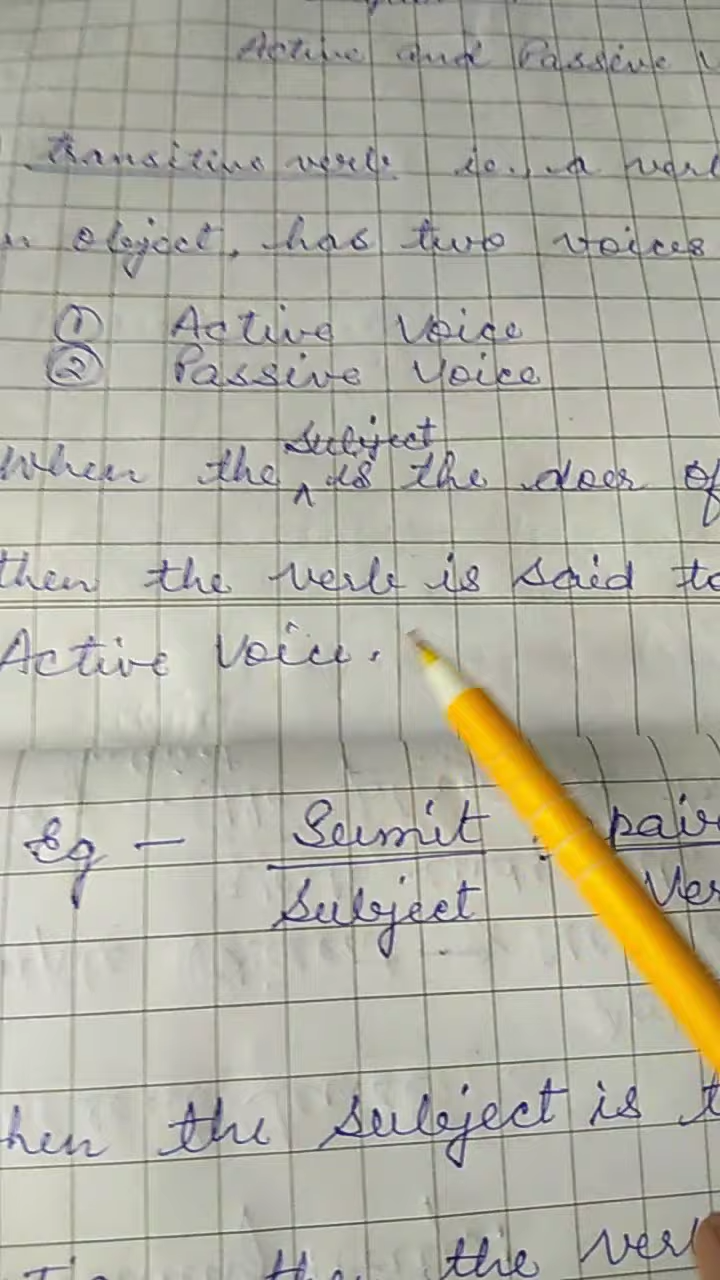 Active and Passive
transitive verb ie., a
object, has two voices
① Active Voice
② Passive Voice
Subject
When the ^ is the doer of
then the verb is said to
Active Voice.
Eg - Sumit
Subject
the subject is
the verb